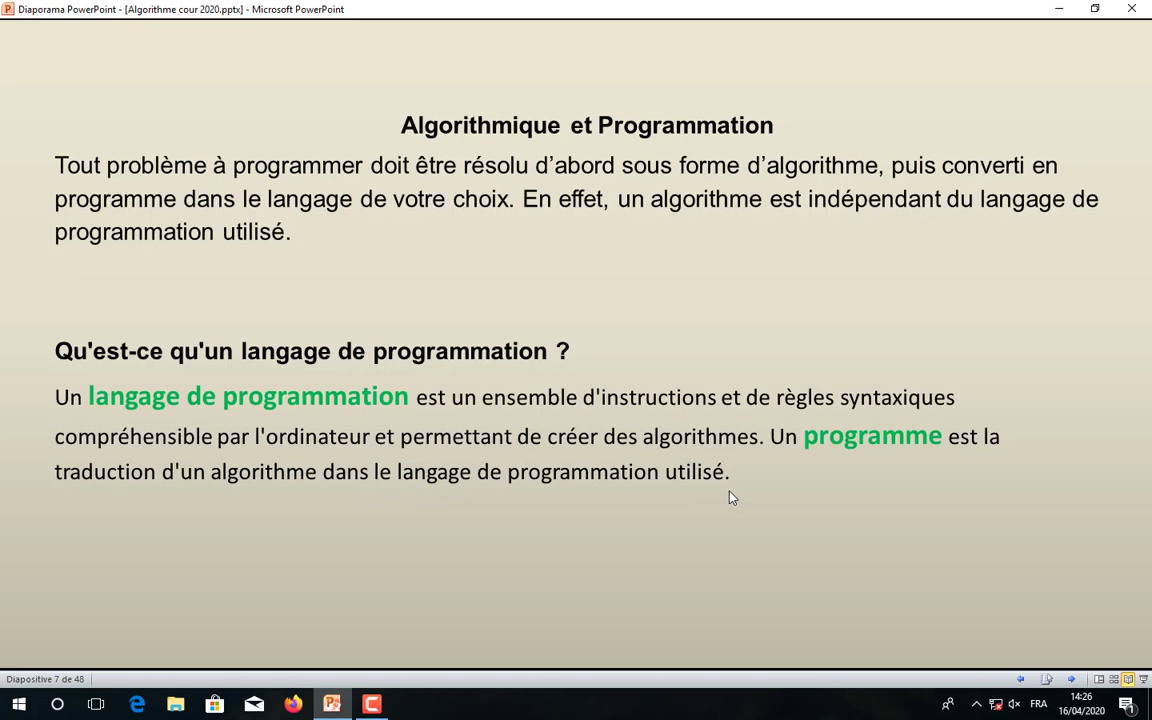 Diaporama PowerPoint - [Algorithme cour 2020.pptx] - Microsoft PowerPoint
Algorithmique et Programmation
Tout problème à programmer doit être résolu d’abord sous forme d’algorithme, puis converti en
programme dans le langage de votre choix. En effet, un algorithme est indépendant du langage de
programmation utilisé.
Qu'est-ce qu'un langage de programmation ?
Un langage de programmation est un ensemble d'instructions et de règles syntaxiques
compréhensible par l'ordinateur et permettant de créer des algorithmes. Un programme est la
traduction d'un algorithme dans le langage de programmation utilisé.
Diapositive 7 de 48
FRA
14:26
16/04/2020
1